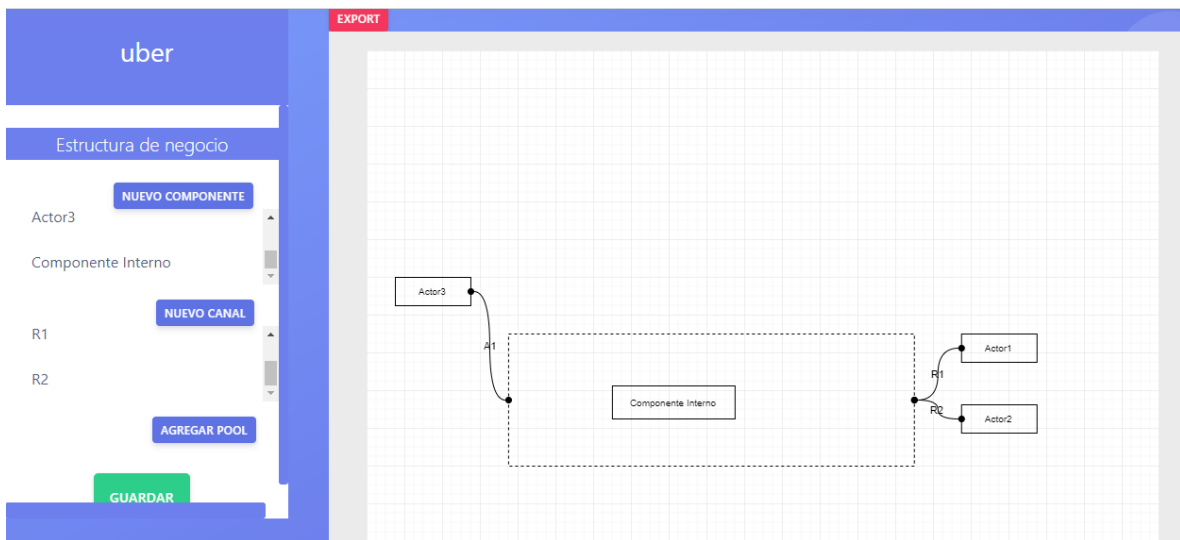 EXPORT
uber
Estructura de negocio
NUEVO COMPONENTE
Actor3
Componente Interno
NUEVO CANAL
R1
R2
AGREGAR POOL
GUARDAR
Actor3
A1
Componente Interno
Actor1
R1
R2
Actor2